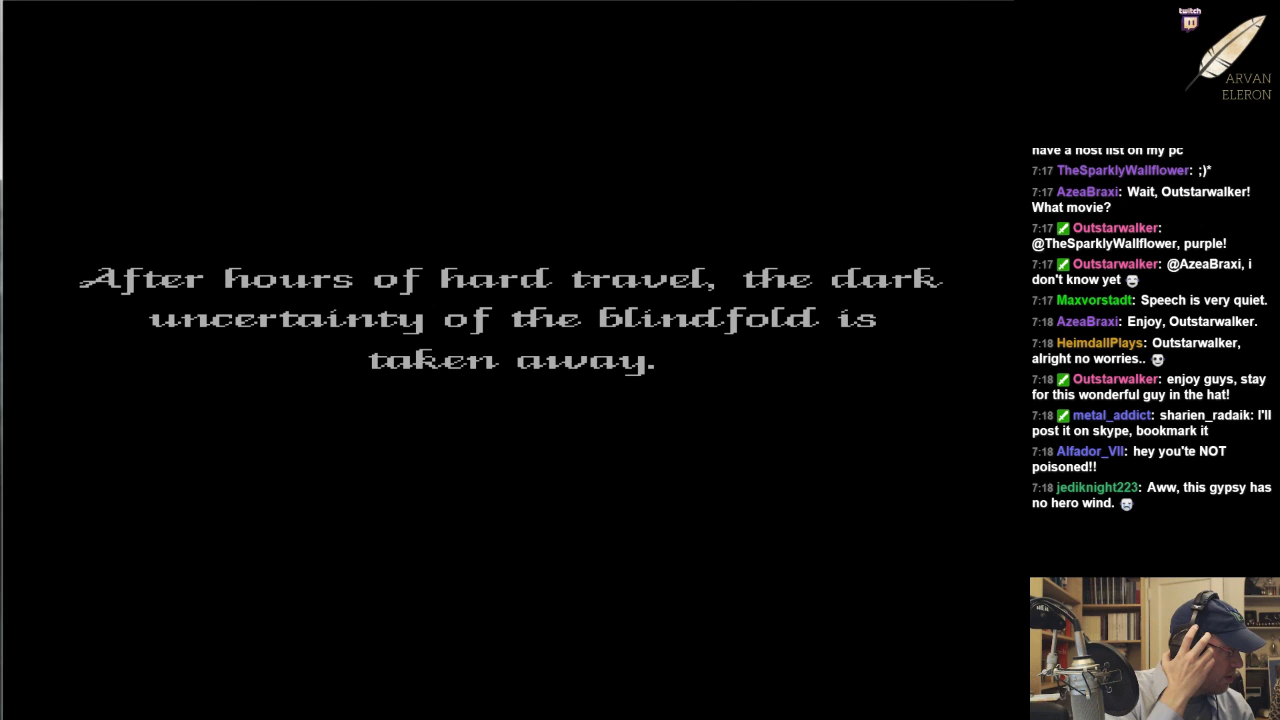 twitch
ARVAN
ELERON
After hours of hard travel, the dark
uncertainty of the blindfold is
taken away.
have a host list on my pc
7:17 TheSparklyWallflower: ;)*
7:17 AzeaBraxi: Wait, Outstarwalker!
What movie?
7:17 Outstarwalker:
@TheSparklyWallflower, purple!
7:17 Outstarwalker: @AzeaBraxi, i
don't know yet
7:17 Maxvorstadt: Speech is very quiet.
7:18 AzeaBraxi: Enjoy, Outstarwalker.
7:18 HeimdallPlays: Outstarwalker,
alright no worries..
7:18 Outstarwalker: enjoy guys, stay
for this wonderful guy in the hat!
7:18 metal_addict: sharien_radaik: I'll
post it on skype, bookmark it
7:18 Alfador_VII: hey you'te NOT
poisoned!!
7:18 jediknight223: Aww, this gypsy has
no hero wind.